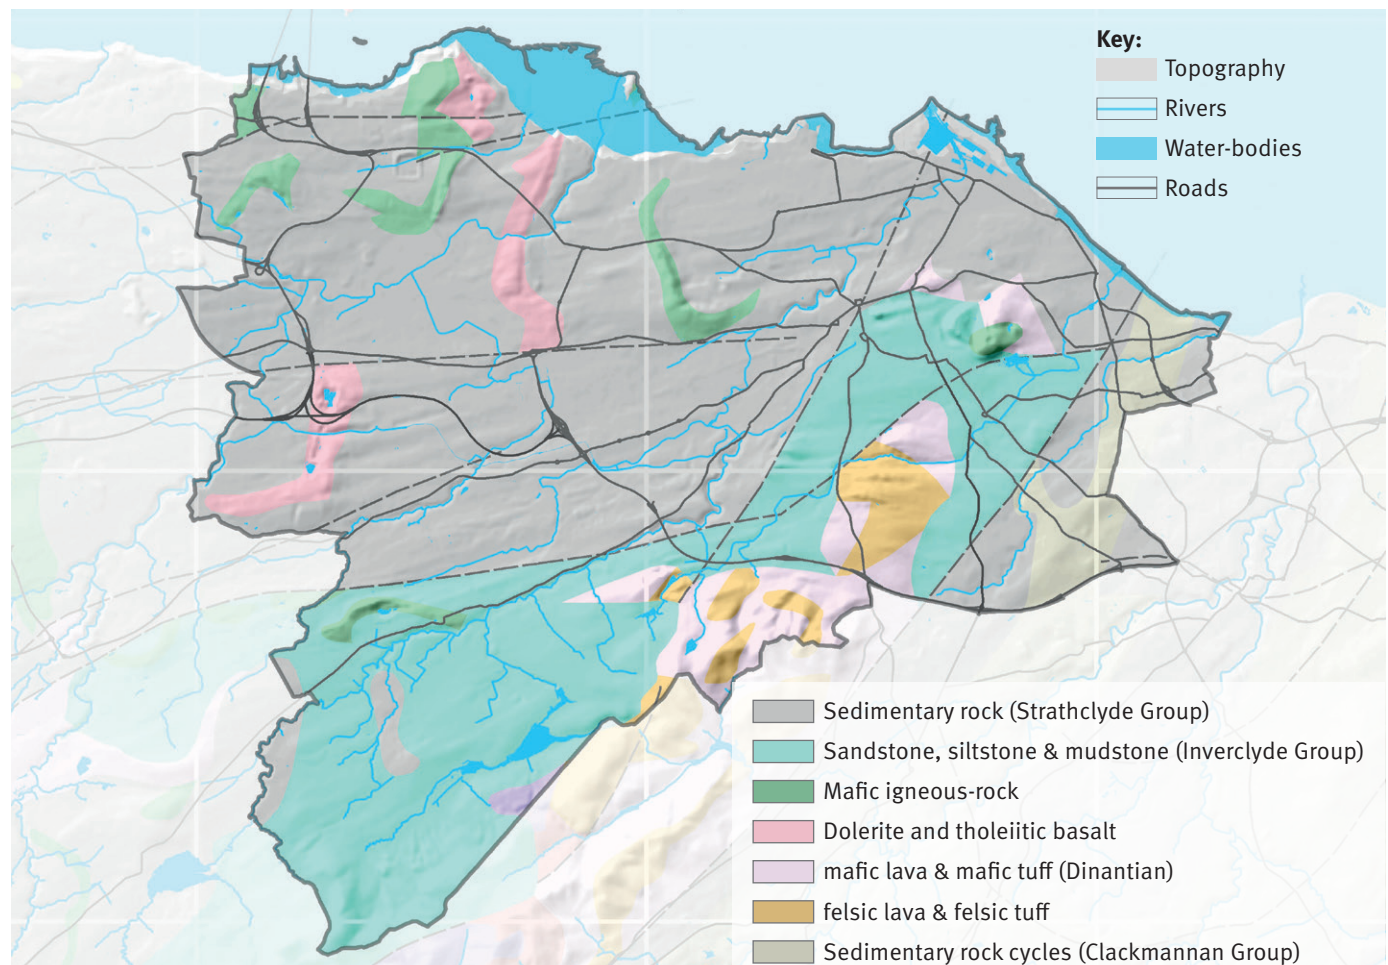 Key:
Topography
Rivers
Water-bodies
Roads
Sedimentary rock (Strathclyde Group)
Sandstone, siltstone & mudstone (Inverclyde Group)
Mafic igneous-rock
Dolerite and tholeiitic basalt
mafic lava & mafic tuff (Dinantian)
felsic lava & felsic tuff
Sedimentary rock cycles (Clackmannan Group)